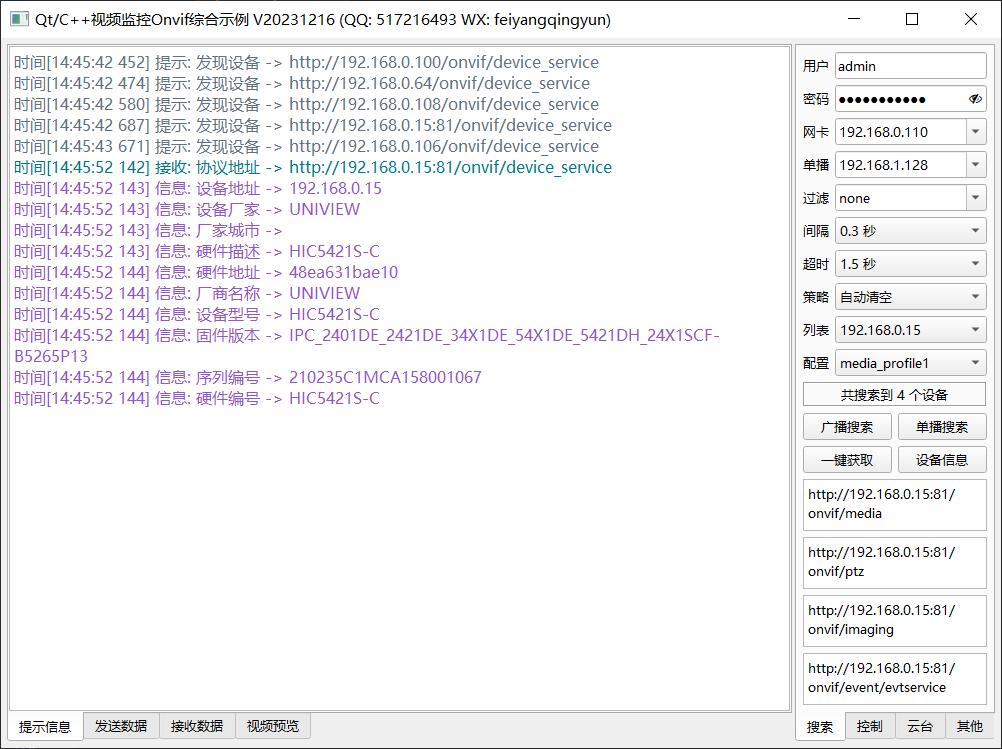 Qt/C++视频监控Onvif综合示例 V20231216 (QQ: 517216493 WX: feiyangqingyun)
时间[14:45:42 452] 提示: 发现设备 -> http://192.168.0.100/onvif/device_service
时间[14:45:42 474] 提示: 发现设备 -> http://192.168.0.64/onvif/device_service
时间[14:45:42 580] 提示: 发现设备 -> http://192.168.0.108/onvif/device_service
时间[14:45:42 687] 提示: 发现设备 -> http://192.168.0.15:81/onvif/device_service
时间[14:45:43 671] 提示: 发现设备 -> http://192.168.0.106/onvif/device_service
时间[14:45:52 142] 接收: 协议地址 -> http://192.168.0.15:81/onvif/device_service
时间[14:45:52 143] 信息: 设备地址 -> 192.168.0.15
时间[14:45:52 143] 信息: 设备厂家 -> UNIVIEW
时间[14:45:52 143] 信息: 厂家城市 ->
时间[14:45:52 143] 信息: 硬件描述 -> HIC5421S-C
时间[14:45:52 144] 信息: 硬件地址 -> 48ea631bae10
时间[14:45:52 144] 信息: 厂商名称 -> UNIVIEW
时间[14:45:52 144] 信息: 设备型号 -> HIC5421S-C
时间[14:45:52 144] 信息: 固件版本 -> IPC_2401DE_2421DE_34X1DE_54X1DE_5421DH_24X1SCF-
B5265P13
时间[14:45:52 144] 信息: 序列编号 -> 210235C1MCA158001067
时间[14:45:52 144] 信息: 硬件编号 -> HIC5421S-C
提示信息 发送数据 接收数据 视频预览
用户 admin
密码 ●●●●●●●●●●●
网卡 192.168.0.110
单播 192.168.1.128
过滤 none
间隔 0.3 秒
超时 1.5 秒
策略 自动清空
列表 192.168.0.15
配置 media_profile1
共搜索到 4 个设备
广播搜索 单播搜索
一键获取 设备信息
http://192.168.0.15:81/
onvif/media
http://192.168.0.15:81/
onvif/ptz
http://192.168.0.15:81/
onvif/imaging
http://192.168.0.15:81/
onvif/event/evtservice
搜索 控制 云台 其他